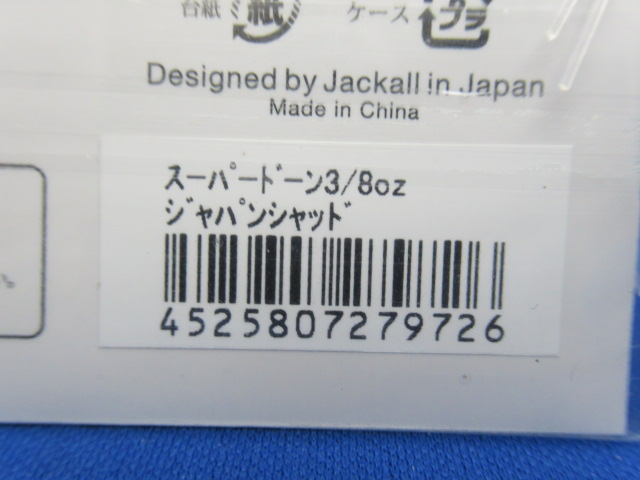 台紙 紙 ケース プラ
Designed by Jackall in Japan
Made in China
スーパードーン3/8oz
ジャパンシャッド
4525807279726